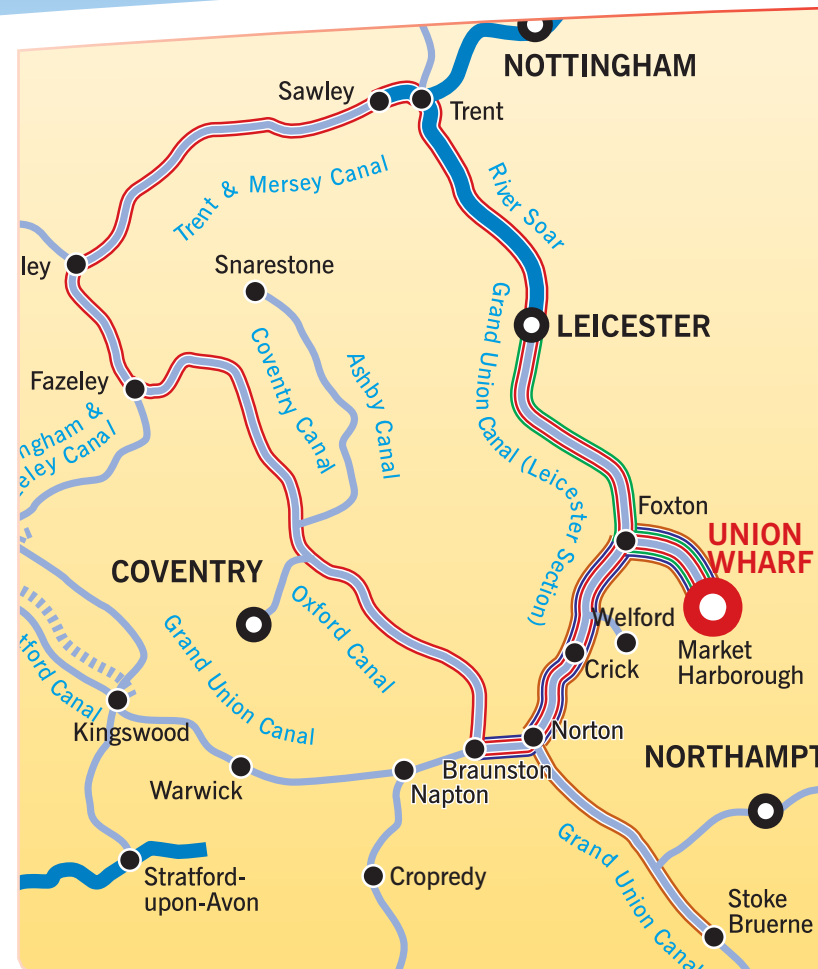 NOTTINGHAM
Sawley
Trent
Trent & Mersey Canal
River Soar
ley
Snarestone
LEICESTER
Fazeley
Coventry Canal
Ashby Canal
Grand Union Canal (Leicester Section)
ngham &
eley Canal
Foxton
UNION
WHARF
COVENTRY
Oxford Canal
Welford
Market
Harborough
Crick
Grand Union Canal
tford Canal
Kingswood
Norton
Braunston
NORTHAMPT
Warwick
Napton
Grand Union Canal
Stratford-
upon-Avon
Cropredy
Stoke
Bruerne